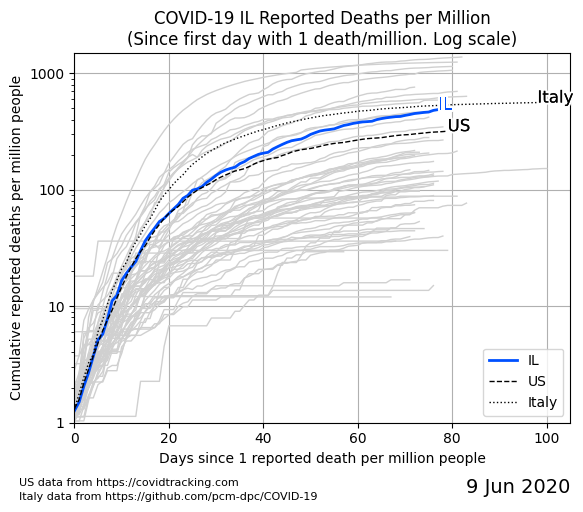 COVID-19 IL Reported Deaths per Million
(Since first day with 1 death/million. Log scale)
Cumulative reported deaths per million people
1000
100
10
1
IL
Italy
US
IL
US
Italy
0 20 40 60 80 100
Days since 1 reported death per million people
US data from https://covidtracking.com
Italy data from https://github.com/pcm-dpc/COVID-19
9 Jun 2020